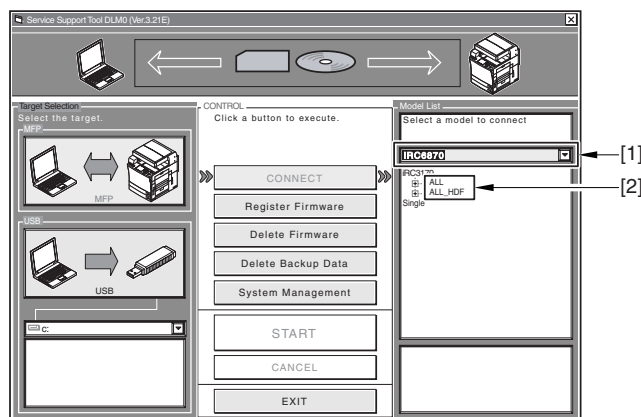 Service Support Tool DLM0 (Ver.3.21E)
Target Selection
Select the target.
MFP
MFP
USB
USB
c:
CONTROL
Click a button to execute.
CONNECT
Register Firmware
Delete Firmware
Delete Backup Data
System Management
START
CANCEL
EXIT
Model List
Select a model to connect
IRC6870
iRC3170
ALL
ALL_HDF
Single
[1]
[2]